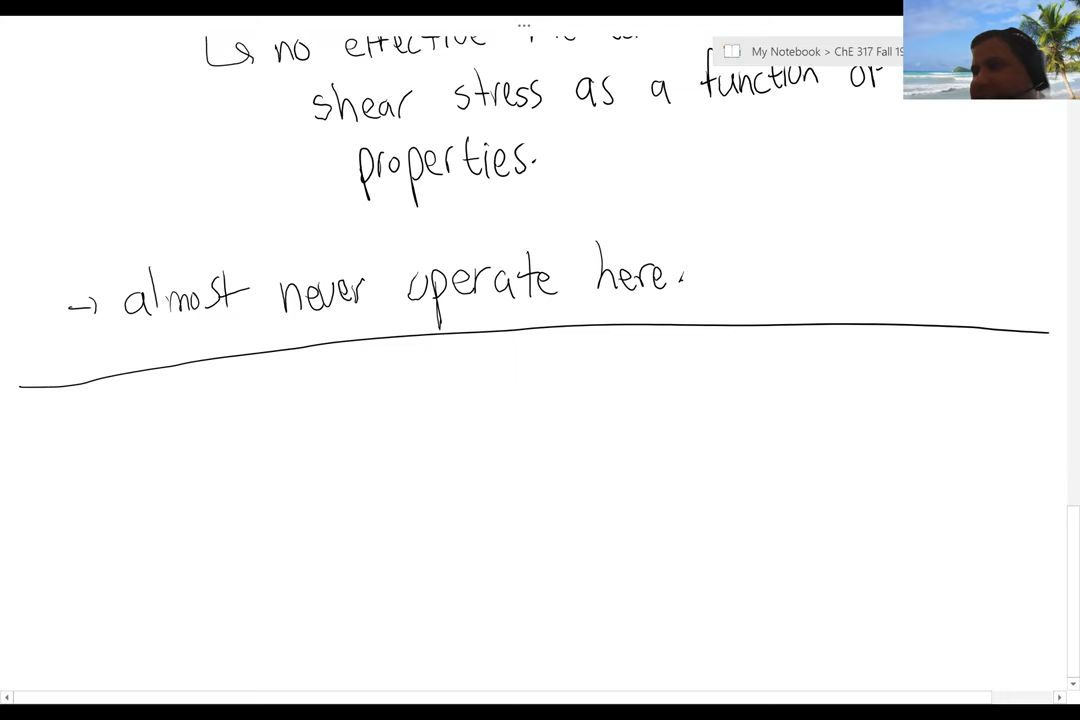 ↳ no effective
My Notebook > ChE 317 Fall 19
shear stress as a function of
properties.
→ almost never operate here.